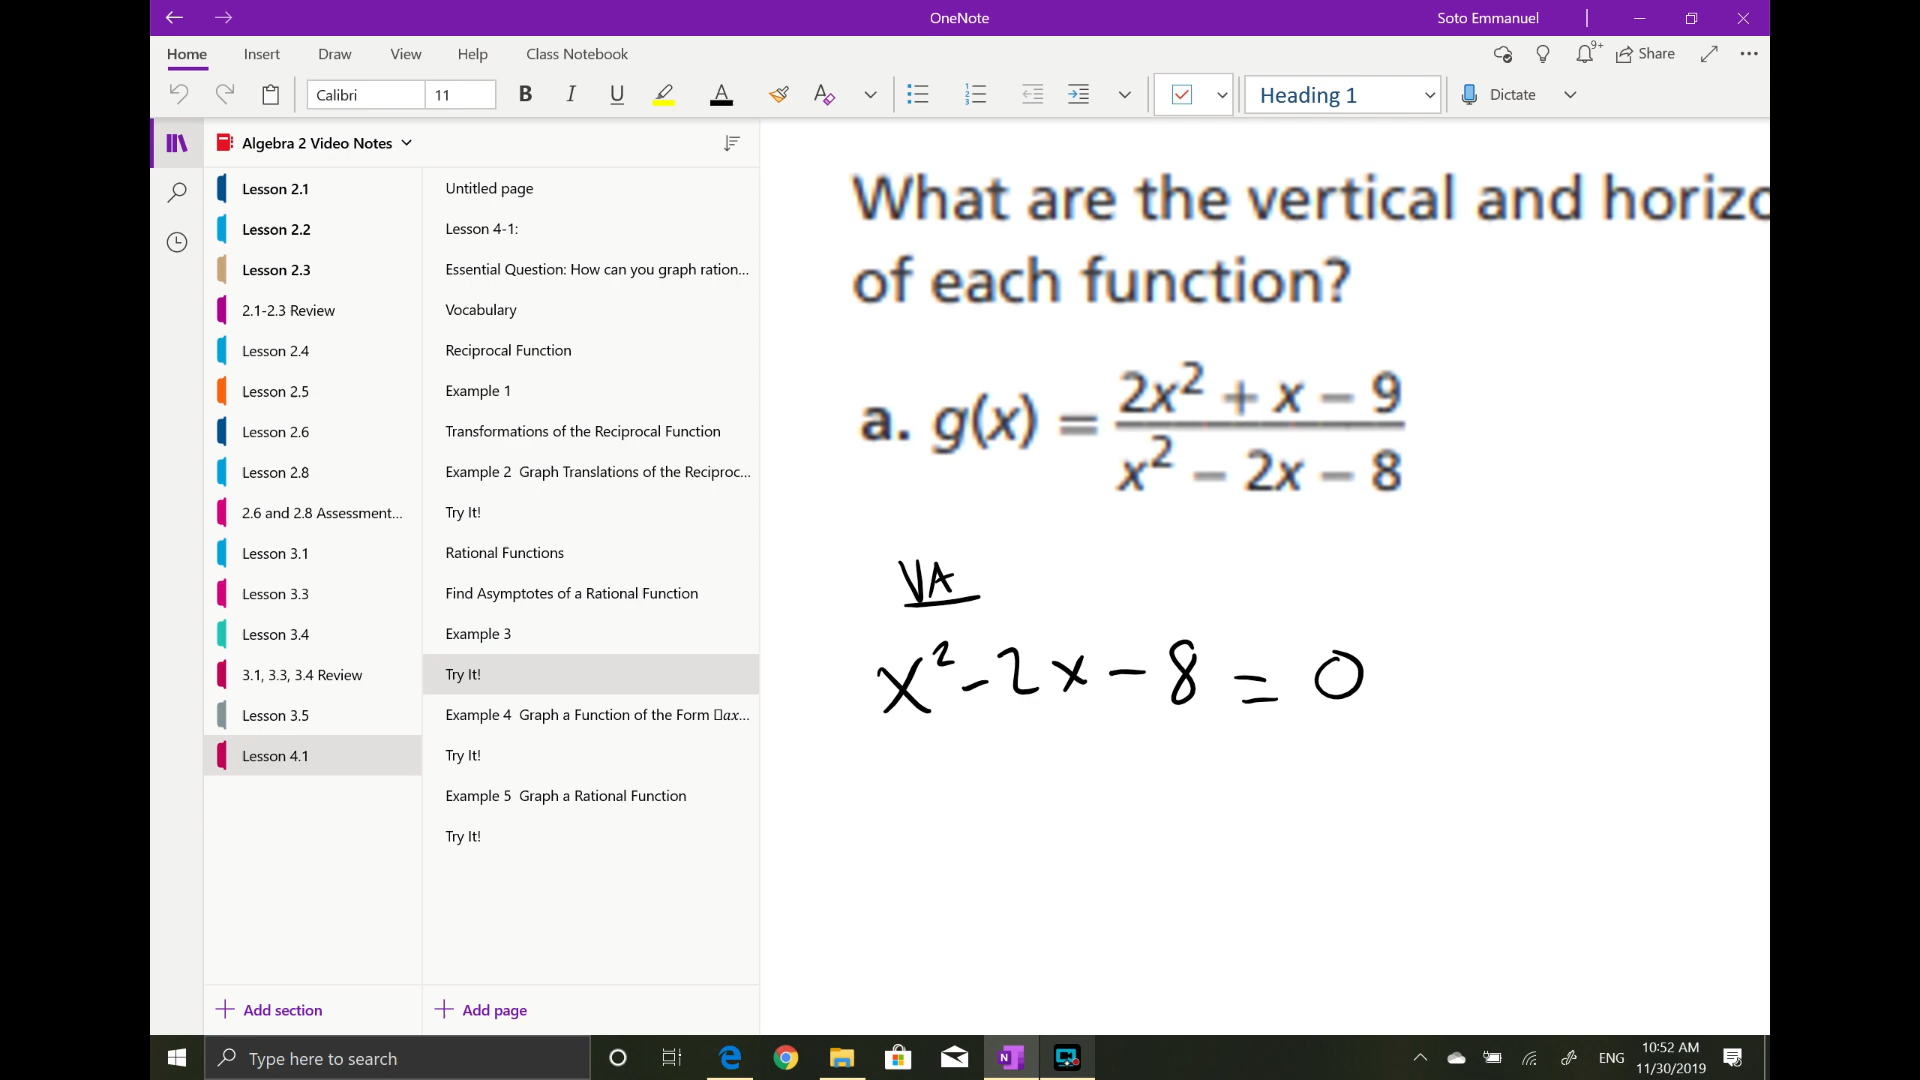 OneNote
Soto Emmanuel
Home Insert Draw View Help Class Notebook
9+ Share
Calibri 11 B I U A A Heading 1 Dictate
Algebra 2 Video Notes
Lesson 2.1
Lesson 2.2
Lesson 2.3
2.1-2.3 Review
Lesson 2.4
Lesson 2.5
Lesson 2.6
Lesson 2.8
2.6 and 2.8 Assessment...
Lesson 3.1
Lesson 3.3
Lesson 3.4
3.1, 3.3, 3.4 Review
Lesson 3.5
Lesson 4.1
Add section
Untitled page
Lesson 4-1:
Essential Question: How can you graph ration...
Vocabulary
Reciprocal Function
Example 1
Transformations of the Reciprocal Function
Example 2 Graph Translations of the Reciproc...
Try It!
Rational Functions
Find Asymptotes of a Rational Function
Example 3
Try It!
Example 4 Graph a Function of the Form □ax...
Try It!
Example 5 Graph a Rational Function
Try It!
Add page
What are the vertical and horizo
of each function?
a. g(x) = 2x² + x − 9 / x² − 2x − 8
VA
x² - 2x - 8 = 0
Type here to search
ENG
10:52 AM
11/30/2019